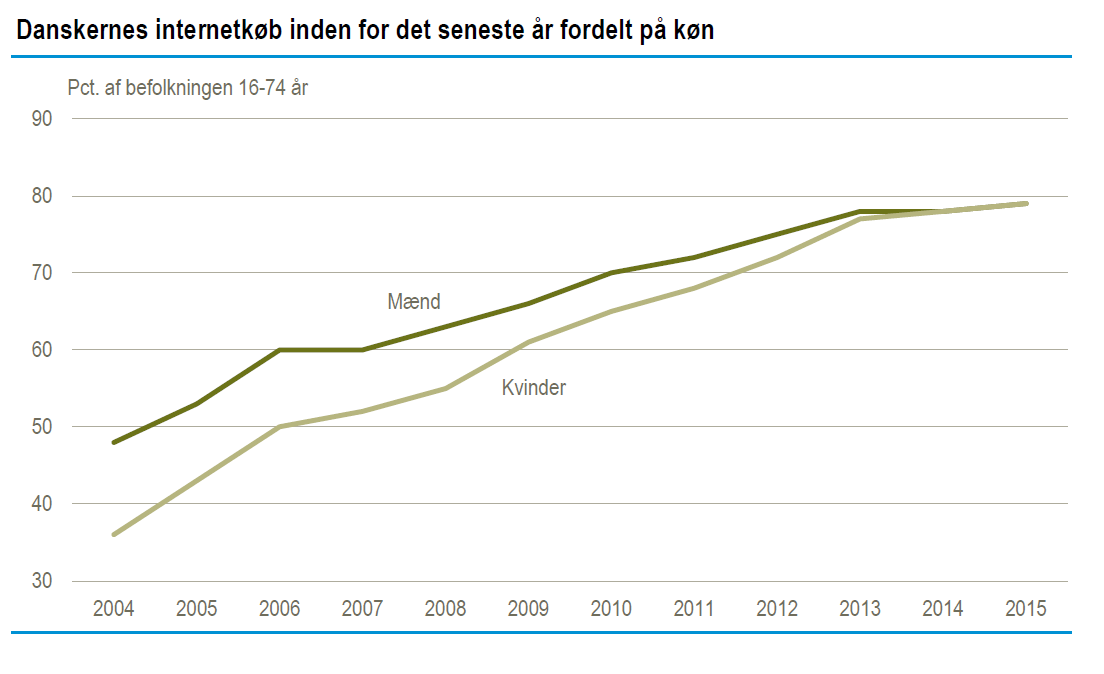 Danskernes internetkøb inden for det seneste år fordelt på køn
Pct. af befolkningen 16-74 år
90
80
70
Mænd
60
Kvinder
50
40
30
2004 2005 2006 2007 2008 2009 2010 2011 2012 2013 2014 2015